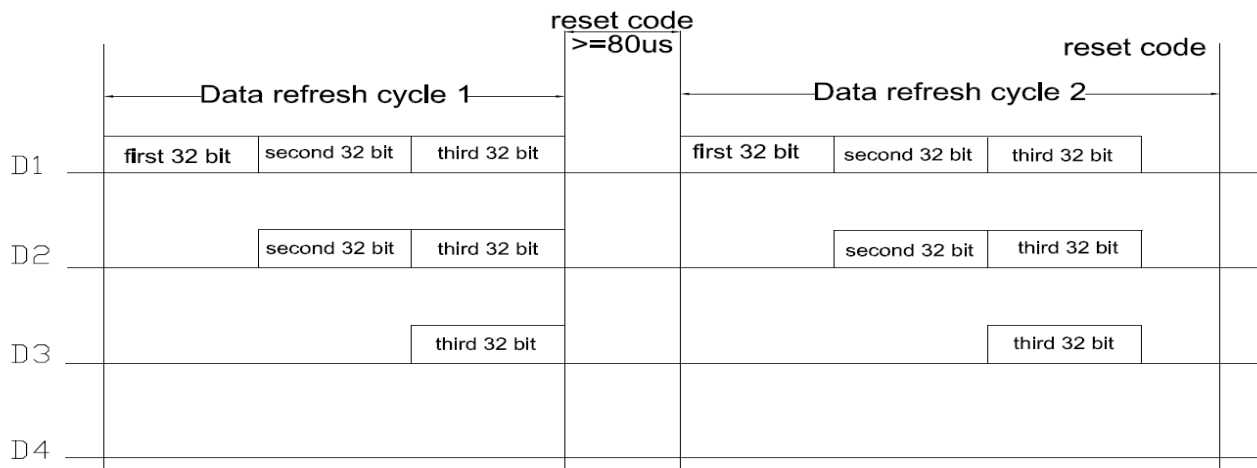 reset code
>=80us
reset code
Data refresh cycle 1
Data refresh cycle 2
D1 first 32 bit second 32 bit third 32 bit first 32 bit second 32 bit third 32 bit
D2 second 32 bit third 32 bit second 32 bit third 32 bit
D3 third 32 bit third 32 bit
D4